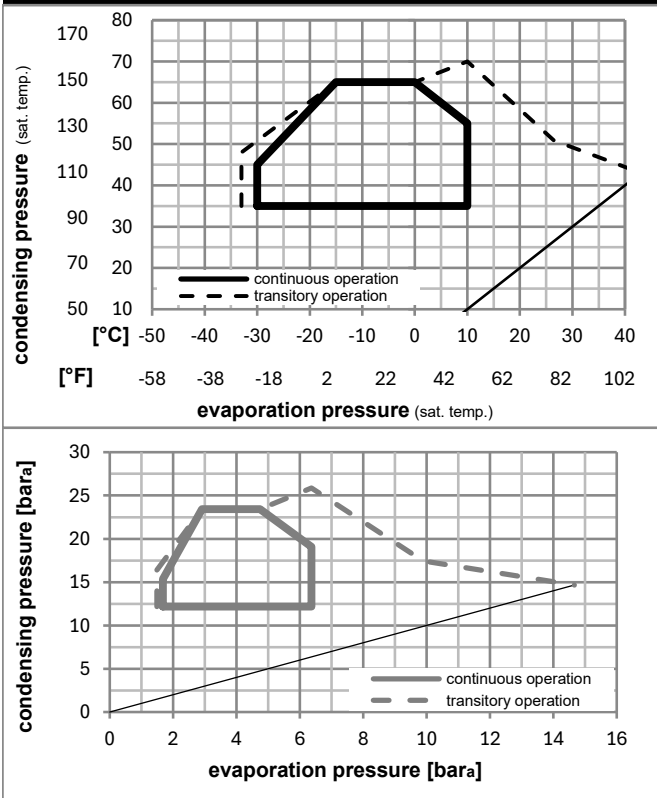 condensing pressure (sat. temp.)
170 80
70
150
60
130
50
110
40
90
30
70
20
50 10
continuous operation
transitory operation
[°C] -50 -40 -30 -20 -10 0 10 20 30 40
[°F] -58 -38 -18 2 22 42 62 82 102
evaporation pressure (sat. temp.)
condensing pressure [bara]
30
25
20
15
10
5
0
continuous operation
transitory operation
0 2 4 6 8 10 12 14 16
evaporation pressure [bara]